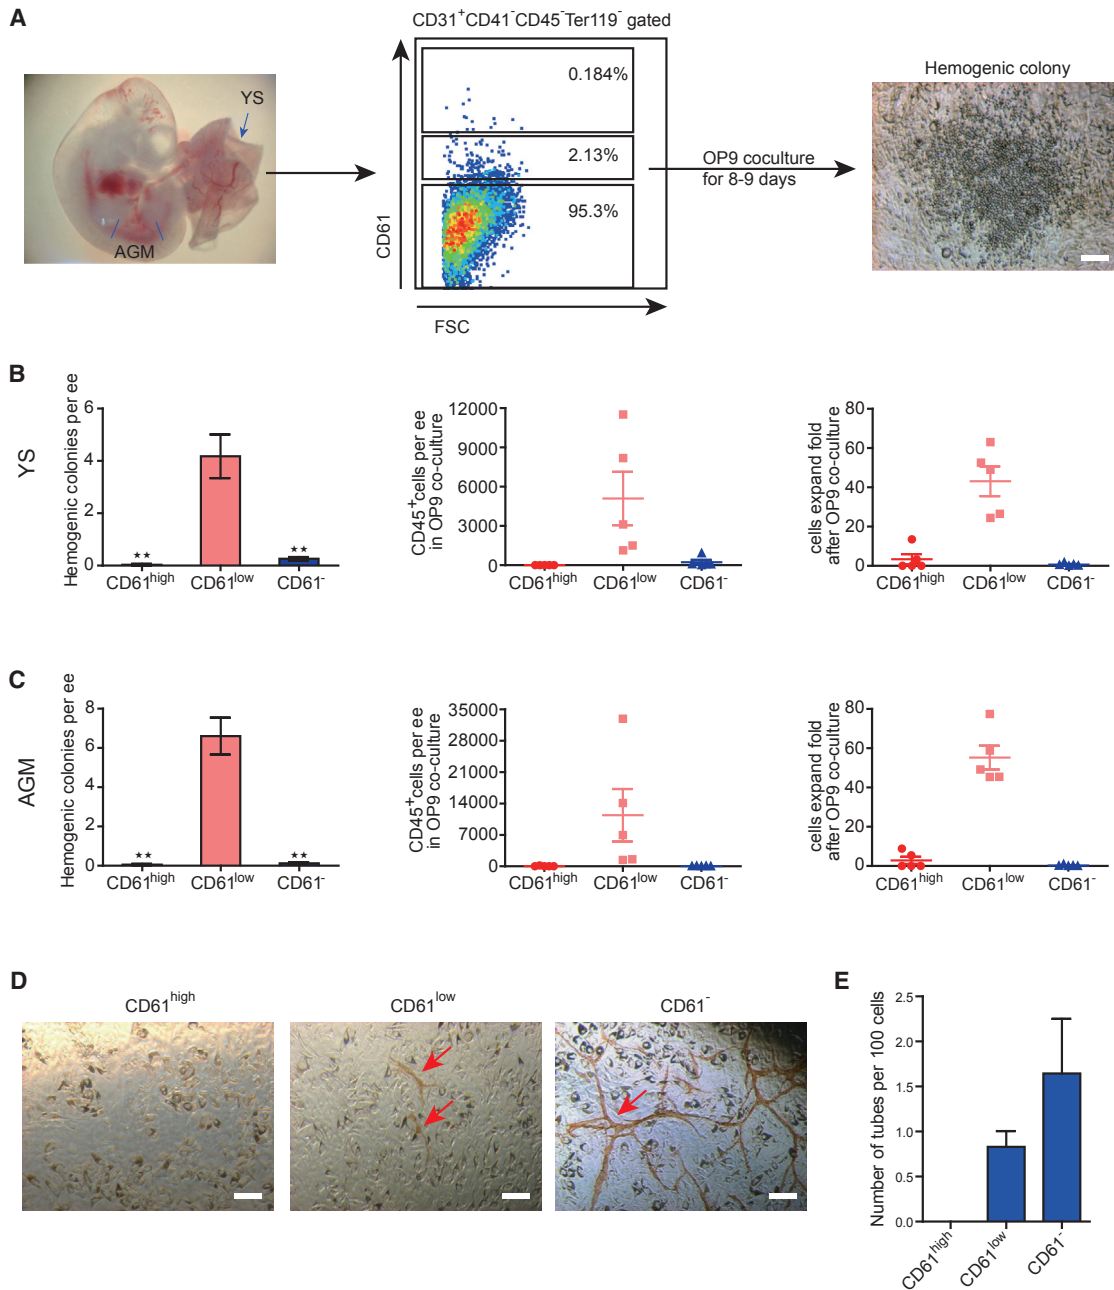 A
CD31+CD41-CD45-Ter119- gated
YS
AGM
CD61
0.184%
2.13%
95.3%
FSC
OP9 coculture
for 8-9 days
Hemogenic colony
B
YS
Hemogenic colonies per ee
6
4
2
0
★★
★★
CD61high
CD61low
CD61-
CD45+cells per ee
in OP9 co-culture
12000
9000
6000
3000
0
CD61high
CD61low
CD61-
cells expand fold
after OP9 co-culture
80
60
40
20
0
CD61high
CD61low
CD61-
C
AGM
Hemogenic colonies per ee
8
6
4
2
0
★★
★★
CD61high
CD61low
CD61-
CD45+cells per ee
in OP9 co-culture
35000
28000
21000
14000
7000
0
CD61high
CD61low
CD61-
cells expand fold
after OP9 co-culture
80
60
40
20
0
CD61high
CD61low
CD61-
D
CD61high
CD61low
CD61-
E
Number of tubes per 100 cells
2.5
2.0
1.5
1.0
0.5
0.0
CD61high
CD61low
CD61-